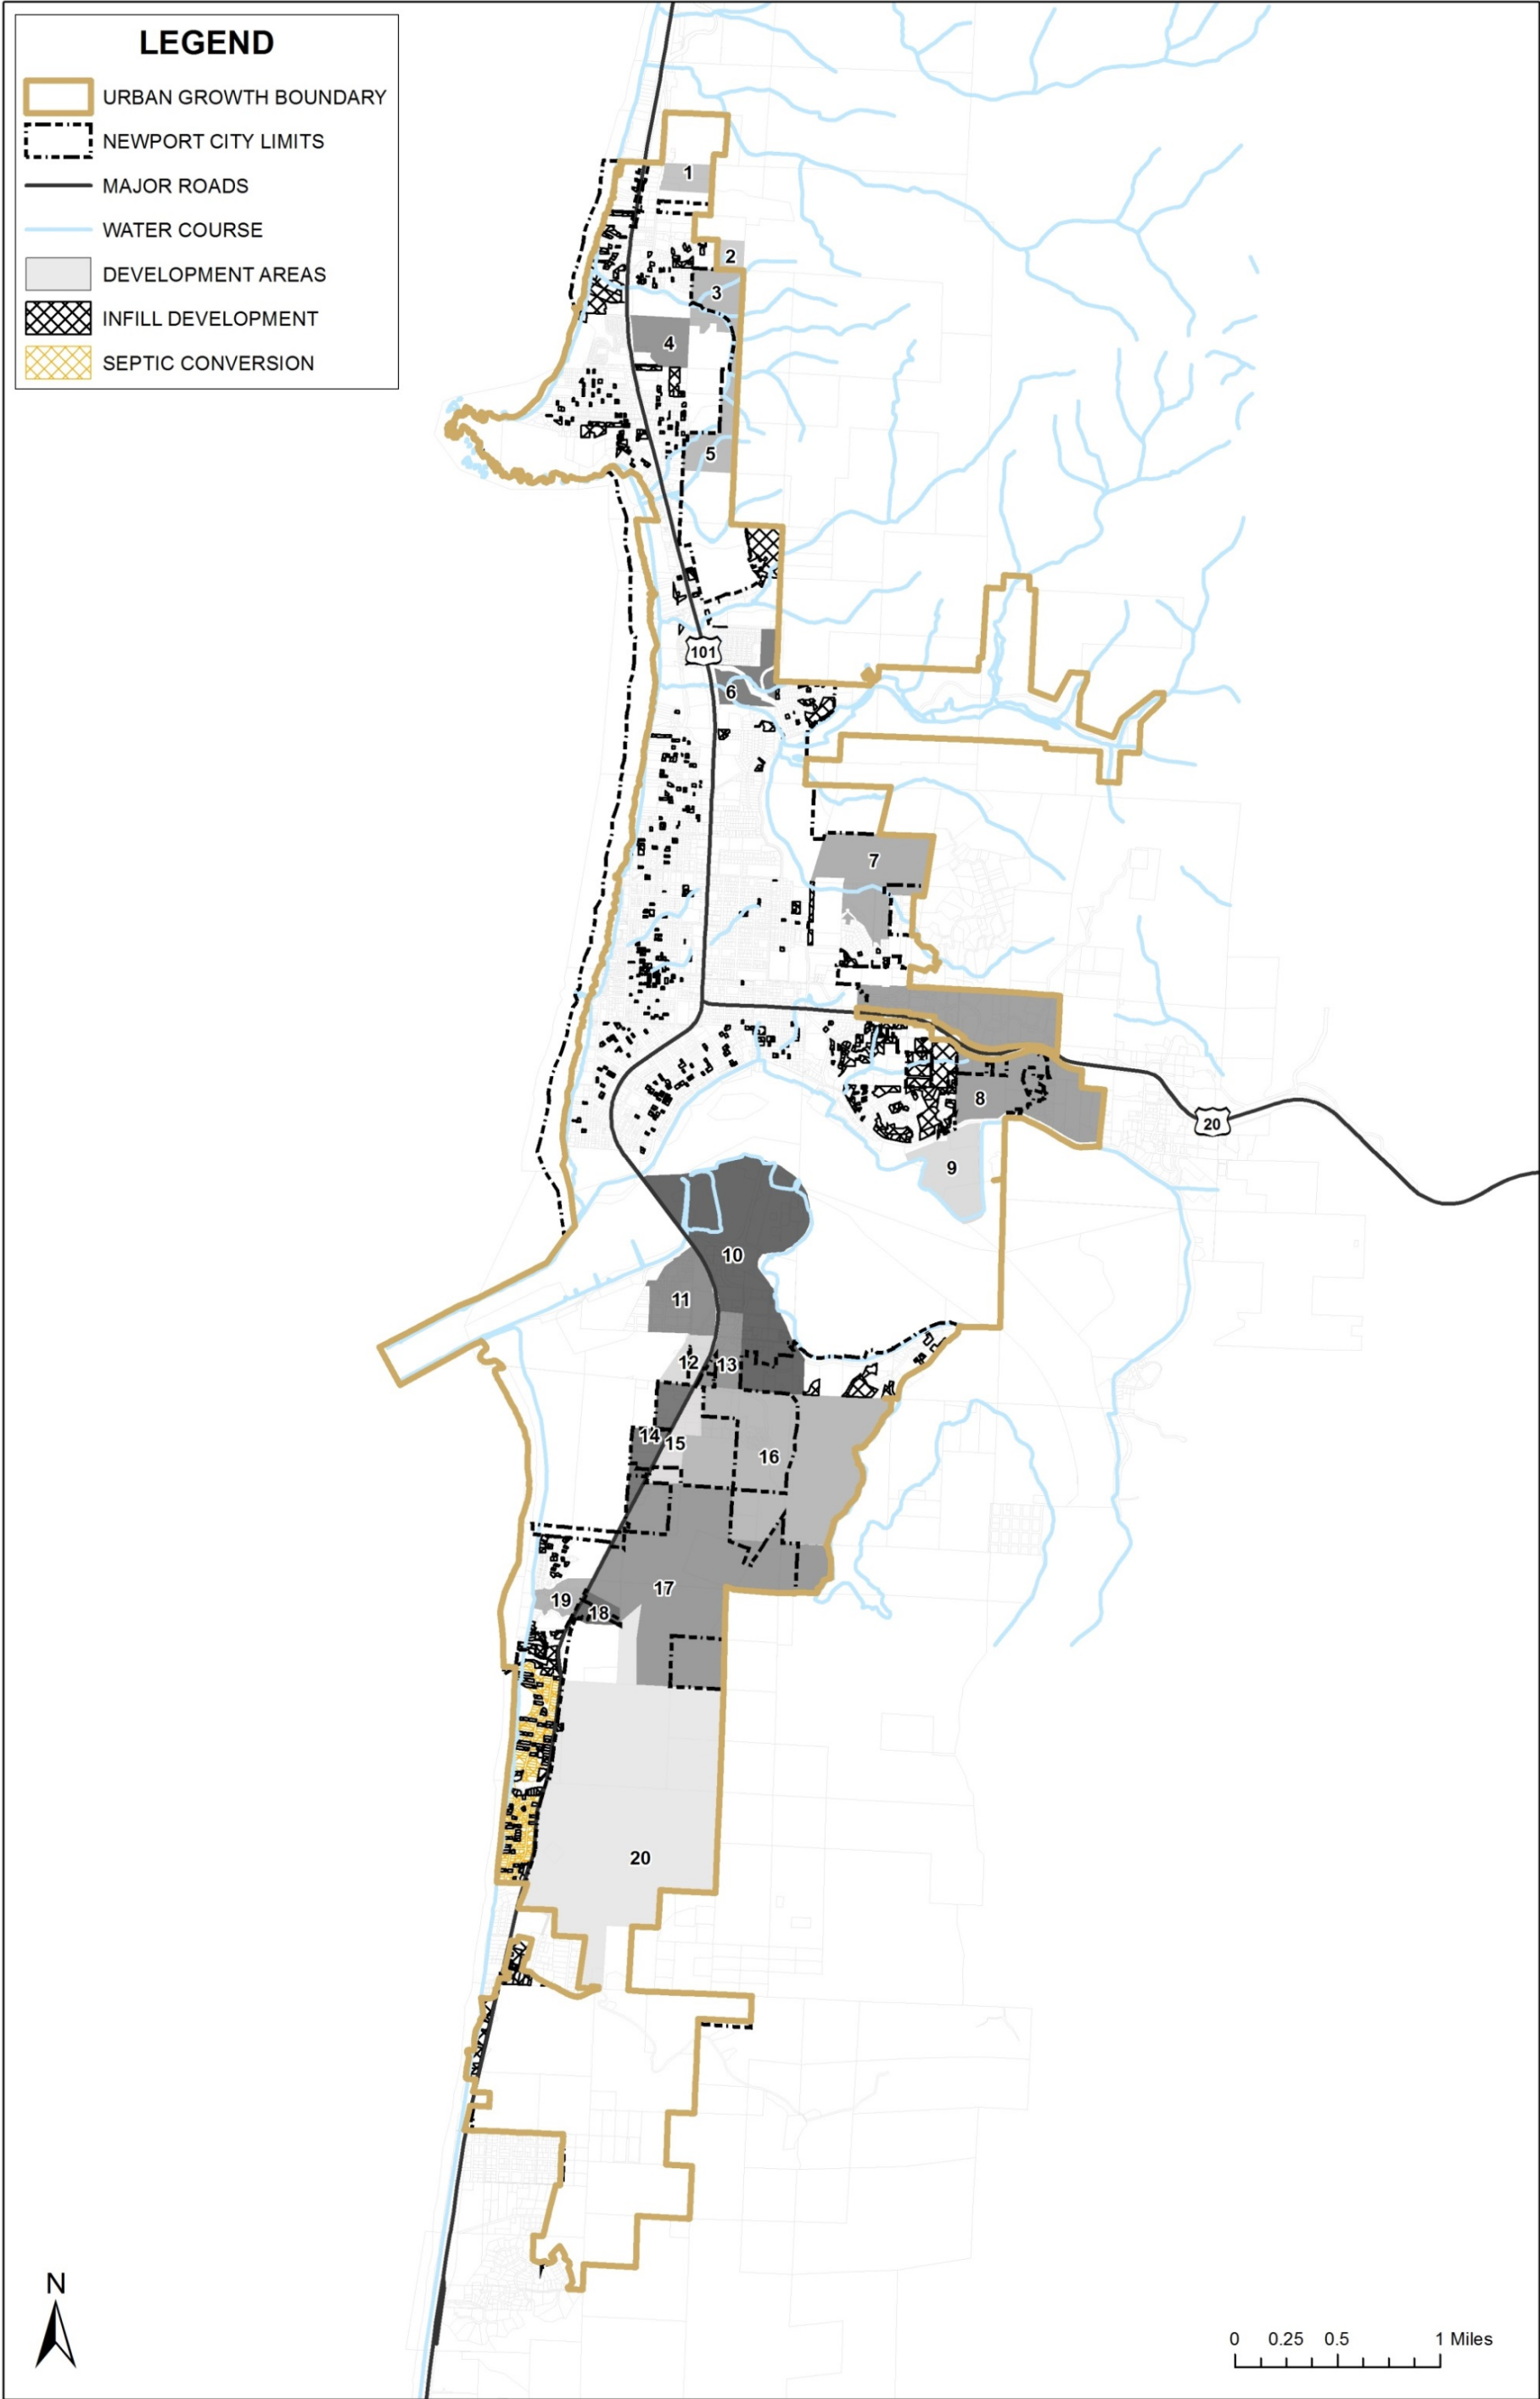 LEGEND
URBAN GROWTH BOUNDARY
NEWPORT CITY LIMITS
MAJOR ROADS
WATER COURSE
DEVELOPMENT AREAS
INFILL DEVELOPMENT
SEPTIC CONVERSION
1
2
3
4
5
101
6
7
8
20
9
10
11
12
13
14
15
16
17
19
18
20
N
0 0.25 0.5 1 Miles